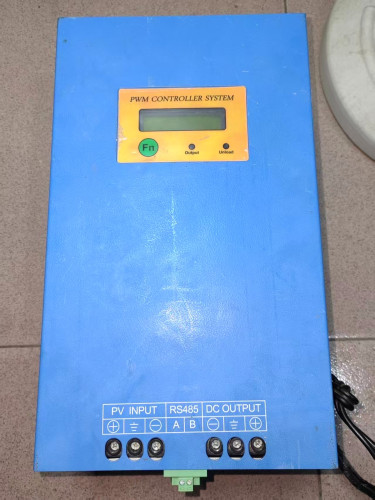 PWM CONTROLLER SYSTEM
Fn
Output Unload
PV INPUT RS485 DC OUTPUT
+ ⏚ − A B − ⏚ +